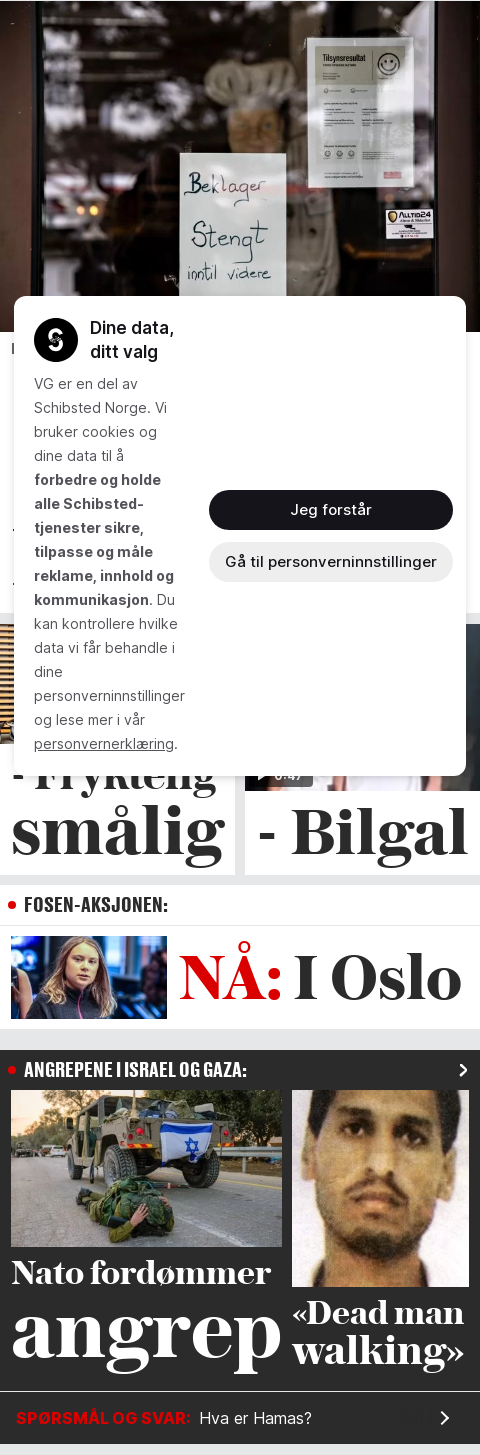 Tilsynsresultat
Beklager
Stengt
inntil videre
ALLTID24
Dine data,
ditt valg
VG er en del av
Schibsted Norge. Vi
bruker cookies og
dine data til å
forbedre og holde
alle Schibsted-
tjenester sikre,
tilpasse og måle
reklame, innhold og
kommunikasjon. Du
kan kontrollere hvilke
data vi får behandle i
dine
personverninnstillinger
og lese mer i vår
personvernerklæring.
Jeg forstår
Gå til personverninnstillinger
0:47
- Fryktelig
smålig
- Bilgal
FOSEN-AKSJONEN:
NÅ: I Oslo
ANGREPENE I ISRAEL OG GAZA:
Nato fordømmer
angrep
«Dead man
walking»
SPØRSMÅL OG SVAR: Hva er Hamas?